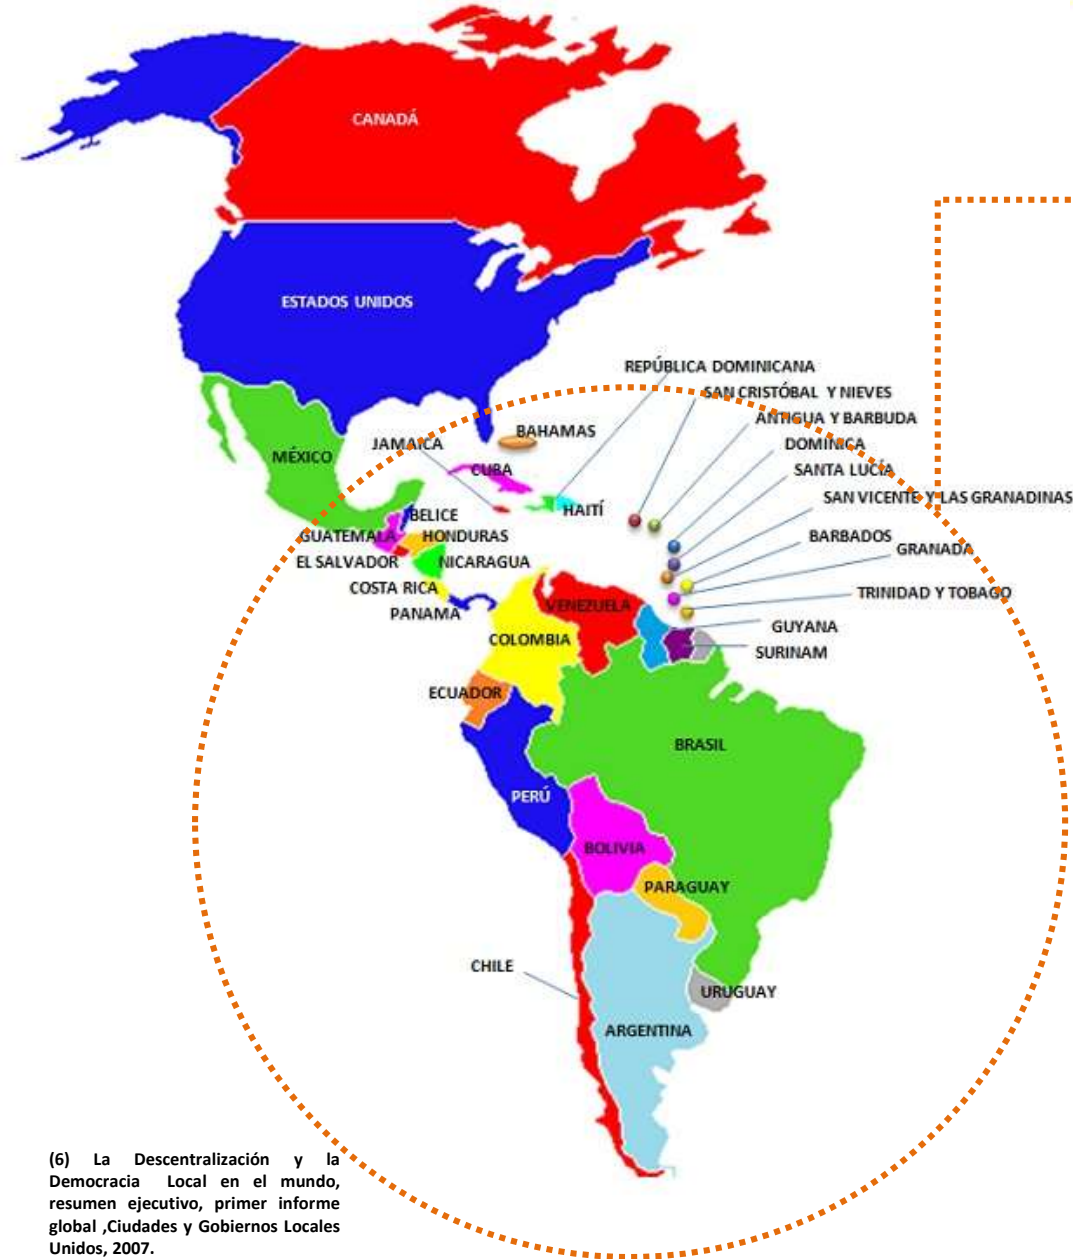 CANADÁ
ESTADOS UNIDOS
REPÚBLICA DOMINICANA
SAN CRISTÓBAL Y NIEVES
ANTIGUA Y BARBUDA
BAHAMAS
JAMAICA
DOMINICA
MÉXICO
CUBA
SANTA LUCÍA
SAN VICENTE Y LAS GRANADINAS
HAITÍ
BELICE
GUATEMALA
HONDURAS
BARBADOS
GRANADA
EL SALVADOR
NICARAGUA
COSTA RICA
TRINIDAD Y TOBAGO
PANAMA
VENEZUELA
GUYANA
COLOMBIA
SURINAM
ECUADOR
BRASIL
PERÚ
BOLIVIA
PARAGUAY
CHILE
URUGUAY
ARGENTINA
(6) La Descentralización y la
Democracia Local en el mundo,
resumen ejecutivo, primer informe
global ,Ciudades y Gobiernos Locales
Unidos, 2007.